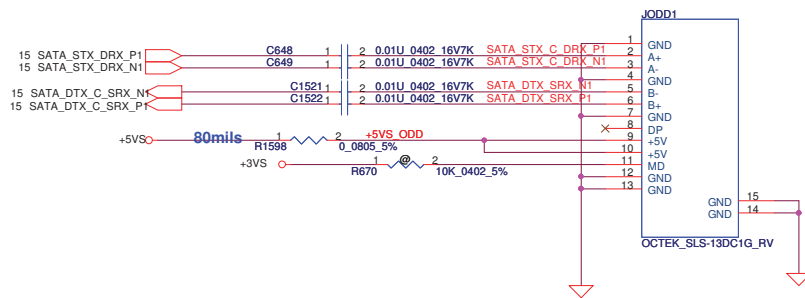 JODD1
1 GND
15 SATA_STX_DRX_P1 C648 1 2 0.01U_0402_16V7K SATA_STX_C_DRX_P1 2 A+
15 SATA_STX_DRX_N1 C649 1 2 0.01U_0402_16V7K SATA_STX_C_DRX_N1 3 A-
4 GND
15 SATA_DTX_C_SRX_N1 C1521 1 2 0.01U_0402_16V7K SATA_DTX_SRX_N1 5 B-
15 SATA_DTX_C_SRX_P1 C1522 1 2 0.01U_0402_16V7K SATA_DTX_SRX_P1 6 B+
7 GND
8 DP
+5VS 80mils 1 2 +5VS_ODD 9 +5V
R1598 0_0805_5% 10 +5V
+3VS 1 @ 2 11 MD
R670 10K_0402_5% 12 GND
13 GND
GND 15
GND 14
OCTEK_SLS-13DC1G_RV